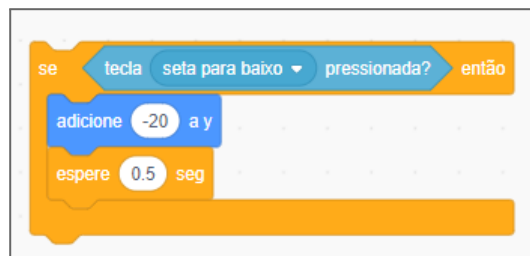 se tecla seta para baixo pressionada? então
adicione -20 a y
espere 0.5 seg